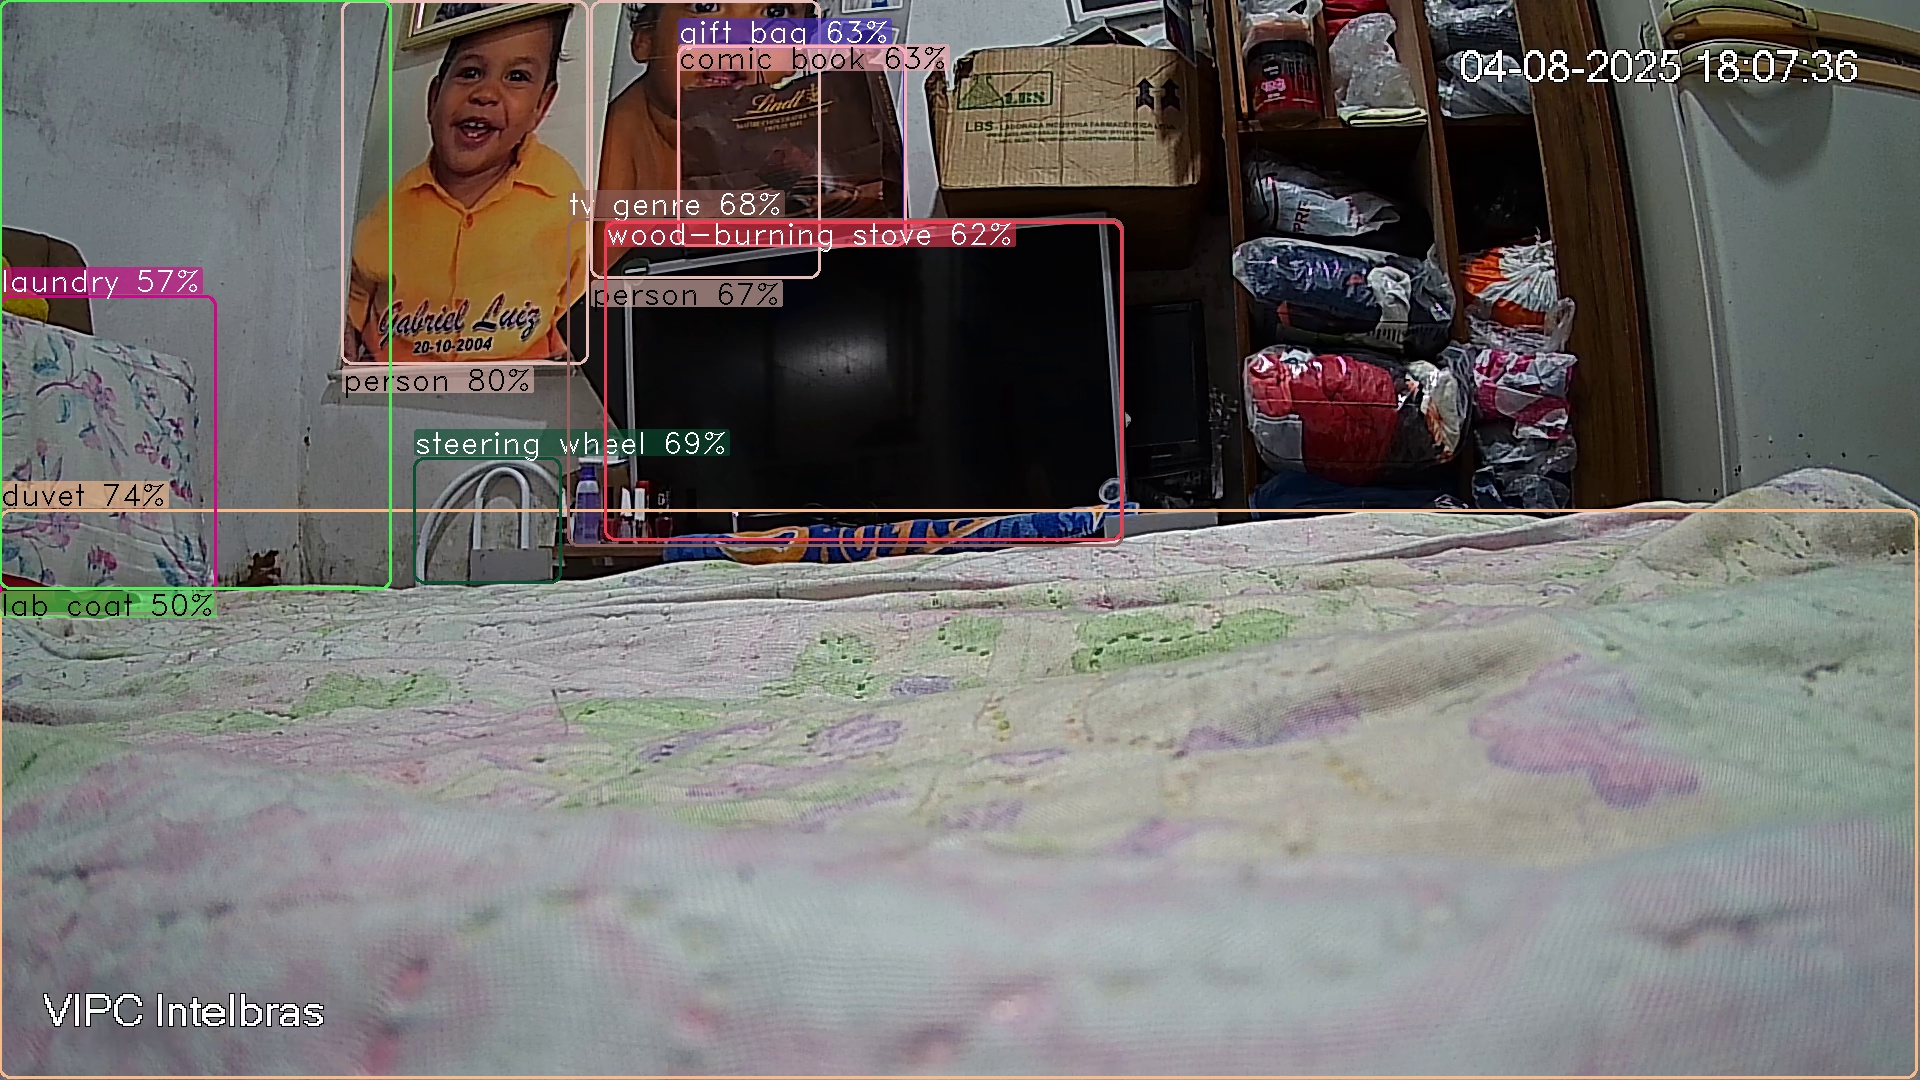 gift bag 63%
comic book 63%
04-08-2025 18:07:36
Lindt
LBS
LBS
tv genre 68%
wood-burning stove 62%
laundry 57%
person 67%
Gabriel Luiz
20-10-2004
person 80%
steering wheel 69%
duvet 74%
lab coat 50%
VIPC Intelbras